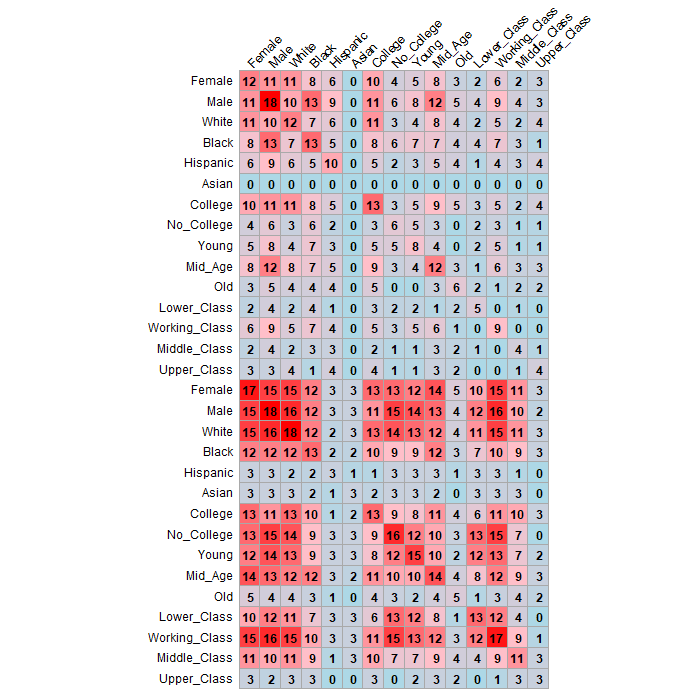 Female Male White Black Hispanic Asian College No_College Young Mid_Age Old Lower_Class Working_Class Middle_Class Upper_Class
Female 12 11 11 8 6 0 10 4 5 8 3 2 6 2 3
Male 11 18 10 13 9 0 11 6 8 12 5 4 9 4 3
White 11 10 12 7 6 0 11 3 4 8 4 2 5 2 4
Black 8 13 7 13 5 0 8 6 7 7 4 4 7 3 1
Hispanic 6 9 6 5 10 0 5 2 3 5 4 1 4 3 4
Asian 0 0 0 0 0 0 0 0 0 0 0 0 0 0 0
College 10 11 11 8 5 0 13 3 5 9 5 3 5 2 4
No_College 4 6 3 6 2 0 3 6 5 3 0 2 3 1 1
Young 5 8 4 7 3 0 5 5 8 4 0 2 5 1 1
Mid_Age 8 12 8 7 5 0 9 3 4 12 3 1 6 3 3
Old 3 5 4 4 4 0 5 0 0 3 6 2 1 2 2
Lower_Class 2 4 2 4 1 0 3 2 2 1 2 5 0 1 0
Working_Class 6 9 5 7 4 0 5 3 5 6 1 0 9 0 0
Middle_Class 2 4 2 3 3 0 2 1 1 3 2 1 0 4 1
Upper_Class 3 3 4 1 4 0 4 1 1 3 2 0 0 1 4
Female 17 15 15 12 3 3 13 13 12 14 5 10 15 11 3
Male 15 18 16 12 3 3 11 15 14 13 4 12 16 10 2
White 15 16 18 12 2 3 13 14 13 12 4 11 15 11 3
Black 12 12 12 13 2 2 10 9 9 12 3 7 10 9 3
Hispanic 3 3 2 2 3 1 1 3 3 3 1 3 3 1 0
Asian 3 3 3 2 1 3 2 3 3 2 0 3 3 3 0
College 13 11 13 10 1 2 13 9 8 11 4 6 11 10 3
No_College 13 15 14 9 3 3 9 16 12 10 3 13 15 7 0
Young 12 14 13 9 3 3 8 12 15 10 2 12 13 7 2
Mid_Age 14 13 12 12 3 2 11 10 10 14 4 8 12 9 3
Old 5 4 4 3 1 0 4 3 2 4 5 1 3 4 2
Lower_Class 10 12 11 7 3 3 6 13 12 8 1 13 12 4 0
Working_Class 15 16 15 10 3 3 11 15 13 12 3 12 17 9 1
Middle_Class 11 10 11 9 1 3 10 7 7 9 4 4 9 11 3
Upper_Class 3 2 3 3 0 0 3 0 2 3 2 0 1 3 3